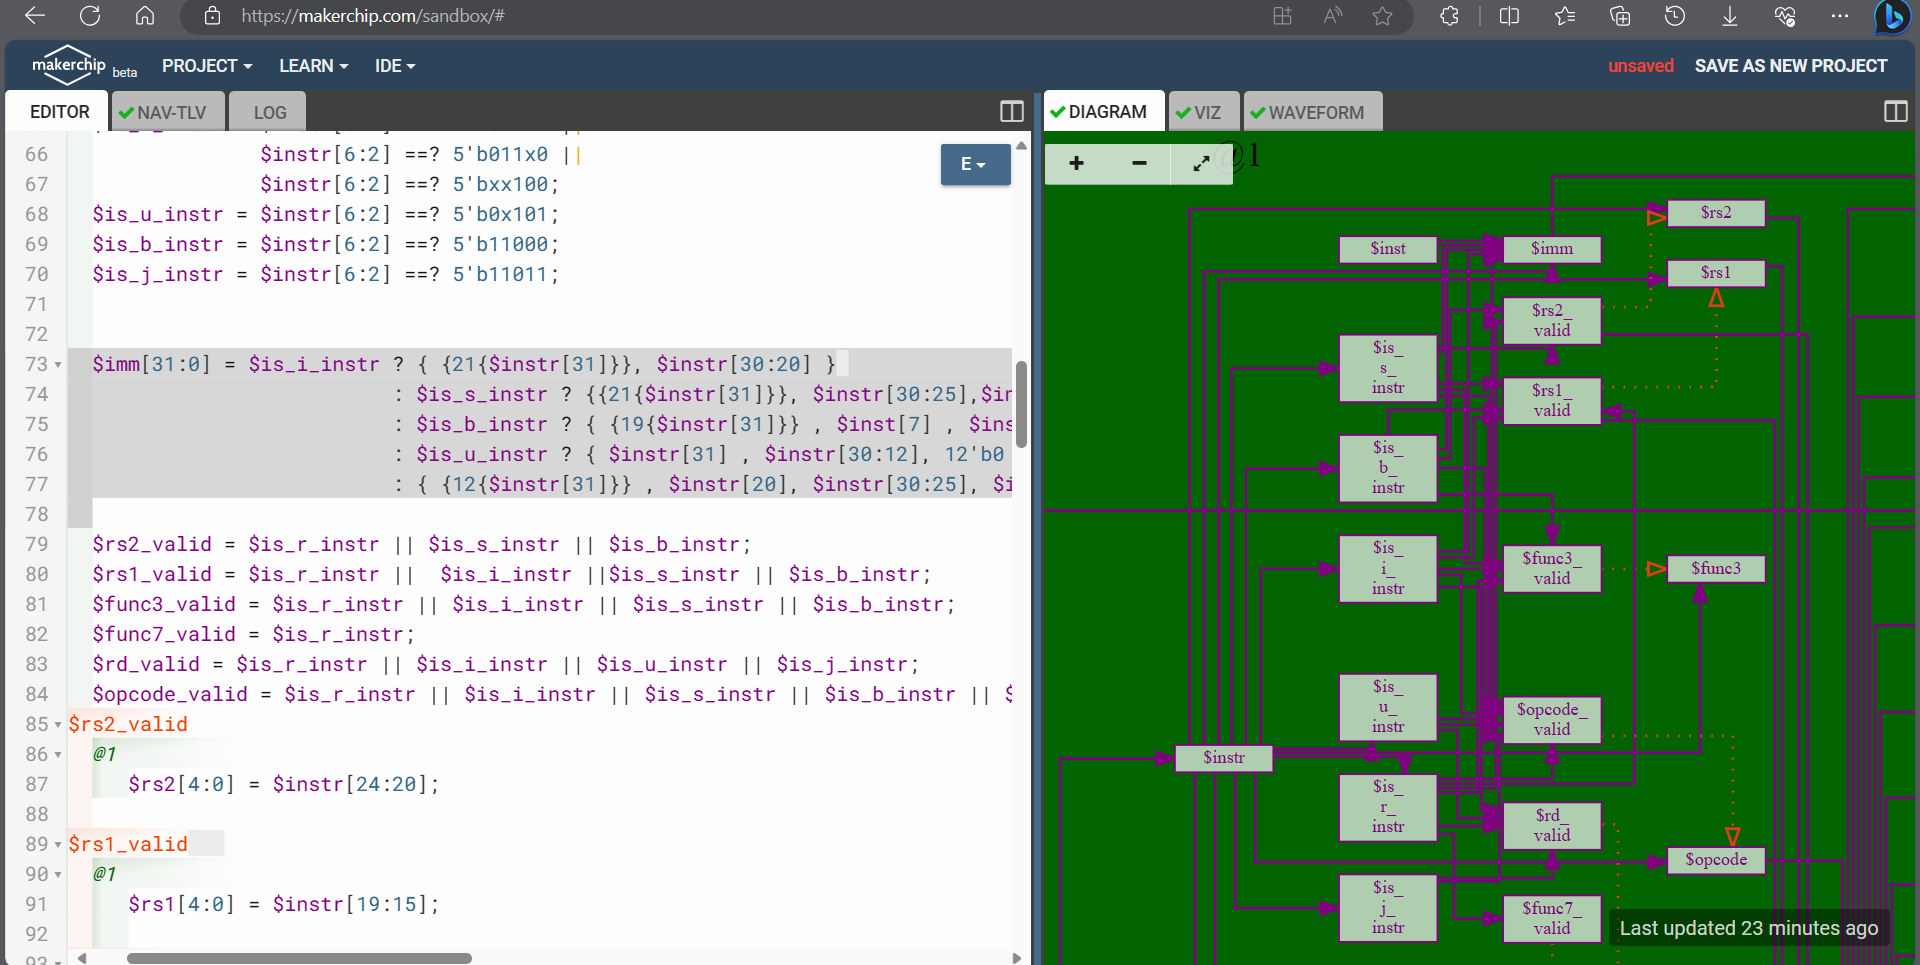 https://makerchip.com/sandbox/#
makerchip beta PROJECT LEARN IDE unsaved SAVE AS NEW PROJECT
EDITOR NAV-TLV LOG DIAGRAM VIZ WAVEFORM
66 $instr[6:2] ==? 5'b011x0 ||
67 $instr[6:2] ==? 5'bxx100;
68 $is_u_instr = $instr[6:2] ==? 5'b0x101;
69 $is_b_instr = $instr[6:2] ==? 5'b11000;
70 $is_j_instr = $instr[6:2] ==? 5'b11011;
71
72
73 $imm[31:0] = $is_i_instr ? { {21{$instr[31]}}, $instr[30:20] }
74 : $is_s_instr ? {{21{$instr[31]}}, $instr[30:25],$ir
75 : $is_b_instr ? { {19{$instr[31]}} , $inst[7] , $ins
76 : $is_u_instr ? { $instr[31] , $instr[30:12], 12'b0
77 : { {12{$instr[31]}} , $instr[20], $instr[30:25], $i
78
79 $rs2_valid = $is_r_instr || $is_s_instr || $is_b_instr;
80 $rs1_valid = $is_r_instr ||  $is_i_instr ||$is_s_instr || $is_b_instr;
81 $func3_valid = $is_r_instr || $is_i_instr || $is_s_instr || $is_b_instr;
82 $func7_valid = $is_r_instr;
83 $rd_valid = $is_r_instr || $is_i_instr || $is_u_instr || $is_j_instr;
84 $opcode_valid = $is_r_instr || $is_i_instr || $is_s_instr || $is_b_instr || $
85 $rs2_valid
86 @1
87 $rs2[4:0] = $instr[24:20];
88
89 $rs1_valid
90 @1
91 $rs1[4:0] = $instr[19:15];
92
93
E
+ − @1
$rs2
$inst
$imm
$rs1
$rs2_
valid
$is_
s_
instr
$rs1_
valid
$is_
b_
instr
$is_
i_
instr
$func3_
valid
$func3
$is_
u_
instr
$opcode_
valid
$instr
$is_
r_
instr
$rd_
valid
$opcode
$is_
j_
instr
$func7_
valid
Last updated 23 minutes ago